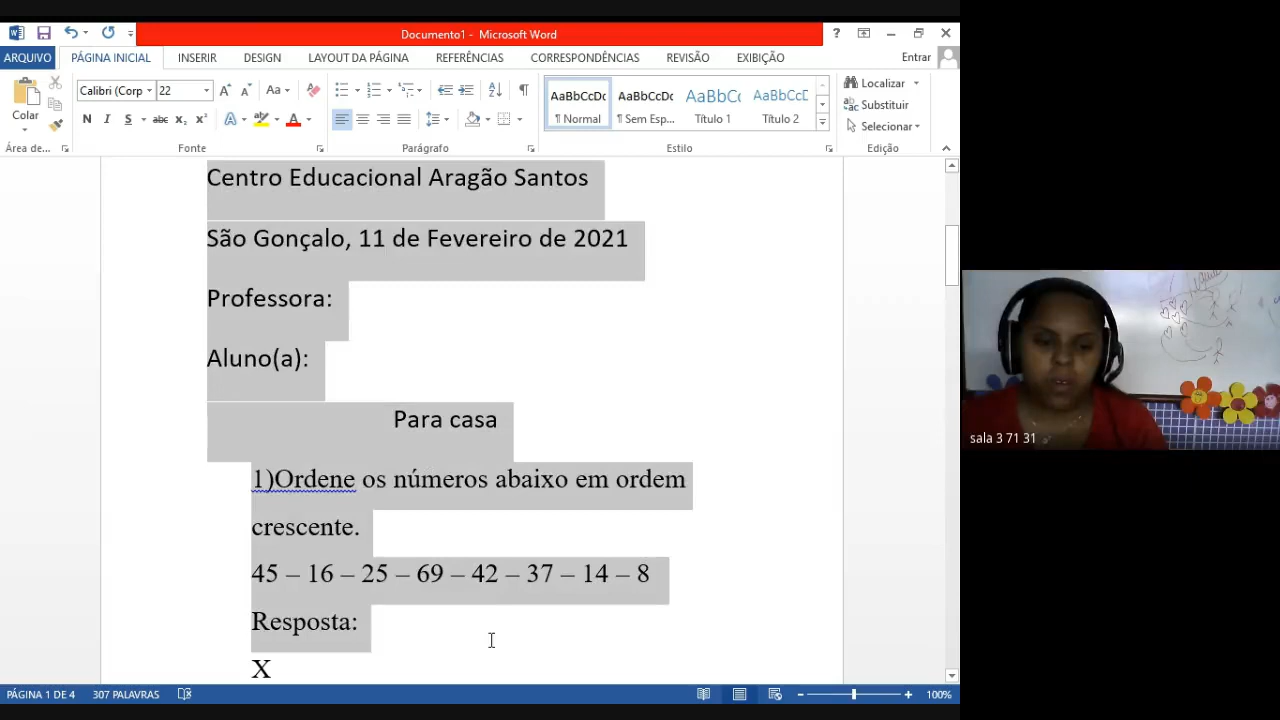 Documento1 - Microsoft Word
ARQUIVO PÁGINA INICIAL INSERIR DESIGN LAYOUT DA PÁGINA REFERÊNCIAS CORRESPONDÊNCIAS REVISÃO EXIBIÇÃO Entrar
Calibri (Corp 22
Colar
AaBbCcDc AaBbCcDc AaBbC( AaBbCcE
¶ Normal ¶ Sem Esp... Título 1 Título 2
Localizar
Substituir
Selecionar
Área de... Fonte Parágrafo Estilo Edição
Centro Educacional Aragão Santos
São Gonçalo, 11 de Fevereiro de 2021
Professora:
Aluno(a):
Para casa
1)Ordene os números abaixo em ordem
crescente.
45 – 16 – 25 – 69 – 42 – 37 – 14 – 8
Resposta:
X
sala 3 71 31
PÁGINA 1 DE 4 307 PALAVRAS 100%